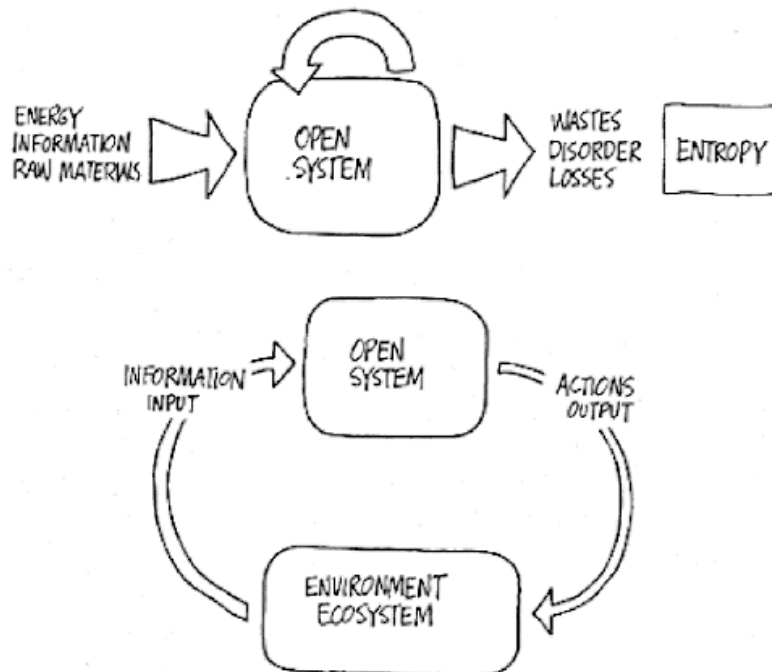 ENERGY
INFORMATION
RAW MATERIALS
OPEN
SYSTEM
WASTES
DISORDER
LOSSES
ENTROPY
INFORMATION
INPUT
OPEN
SYSTEM
ACTIONS
OUTPUT
ENVIRONMENT
ECOSYSTEM